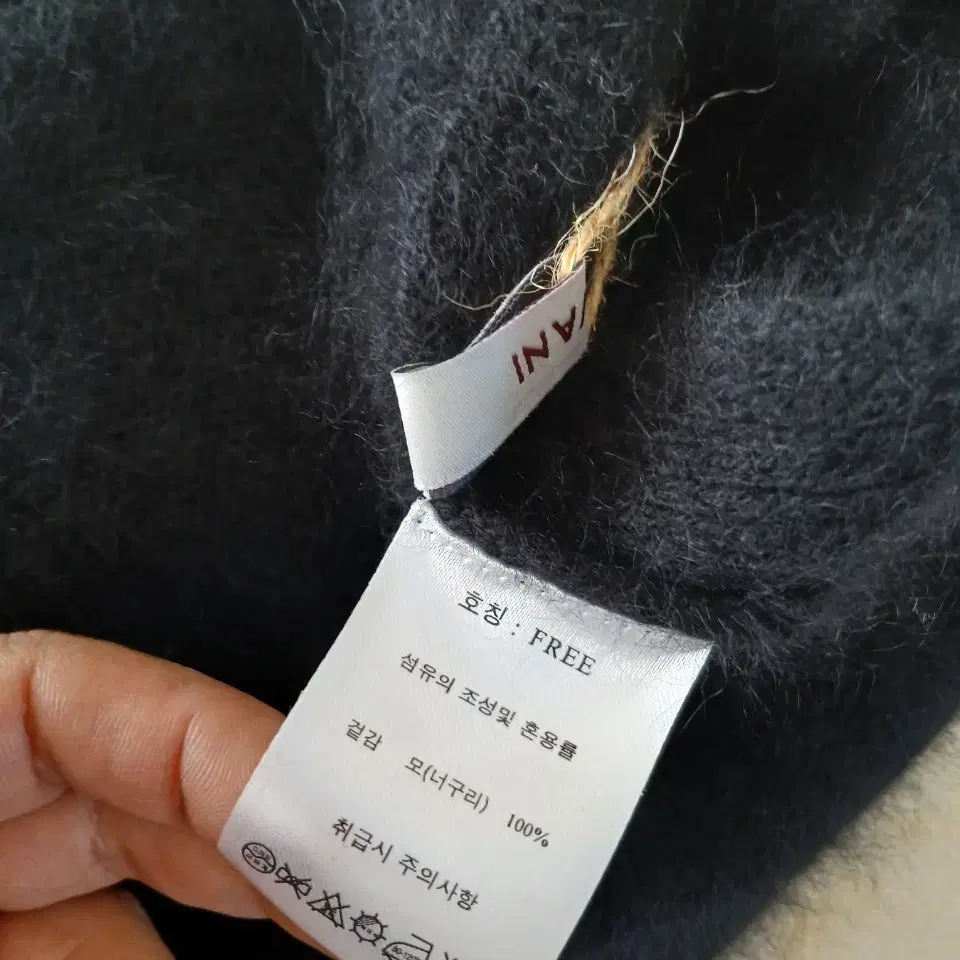 ANI
호칭 : FREE
섬유의 조성및 혼용률
겉감 모(너구리) 100%
취급시 주의사항